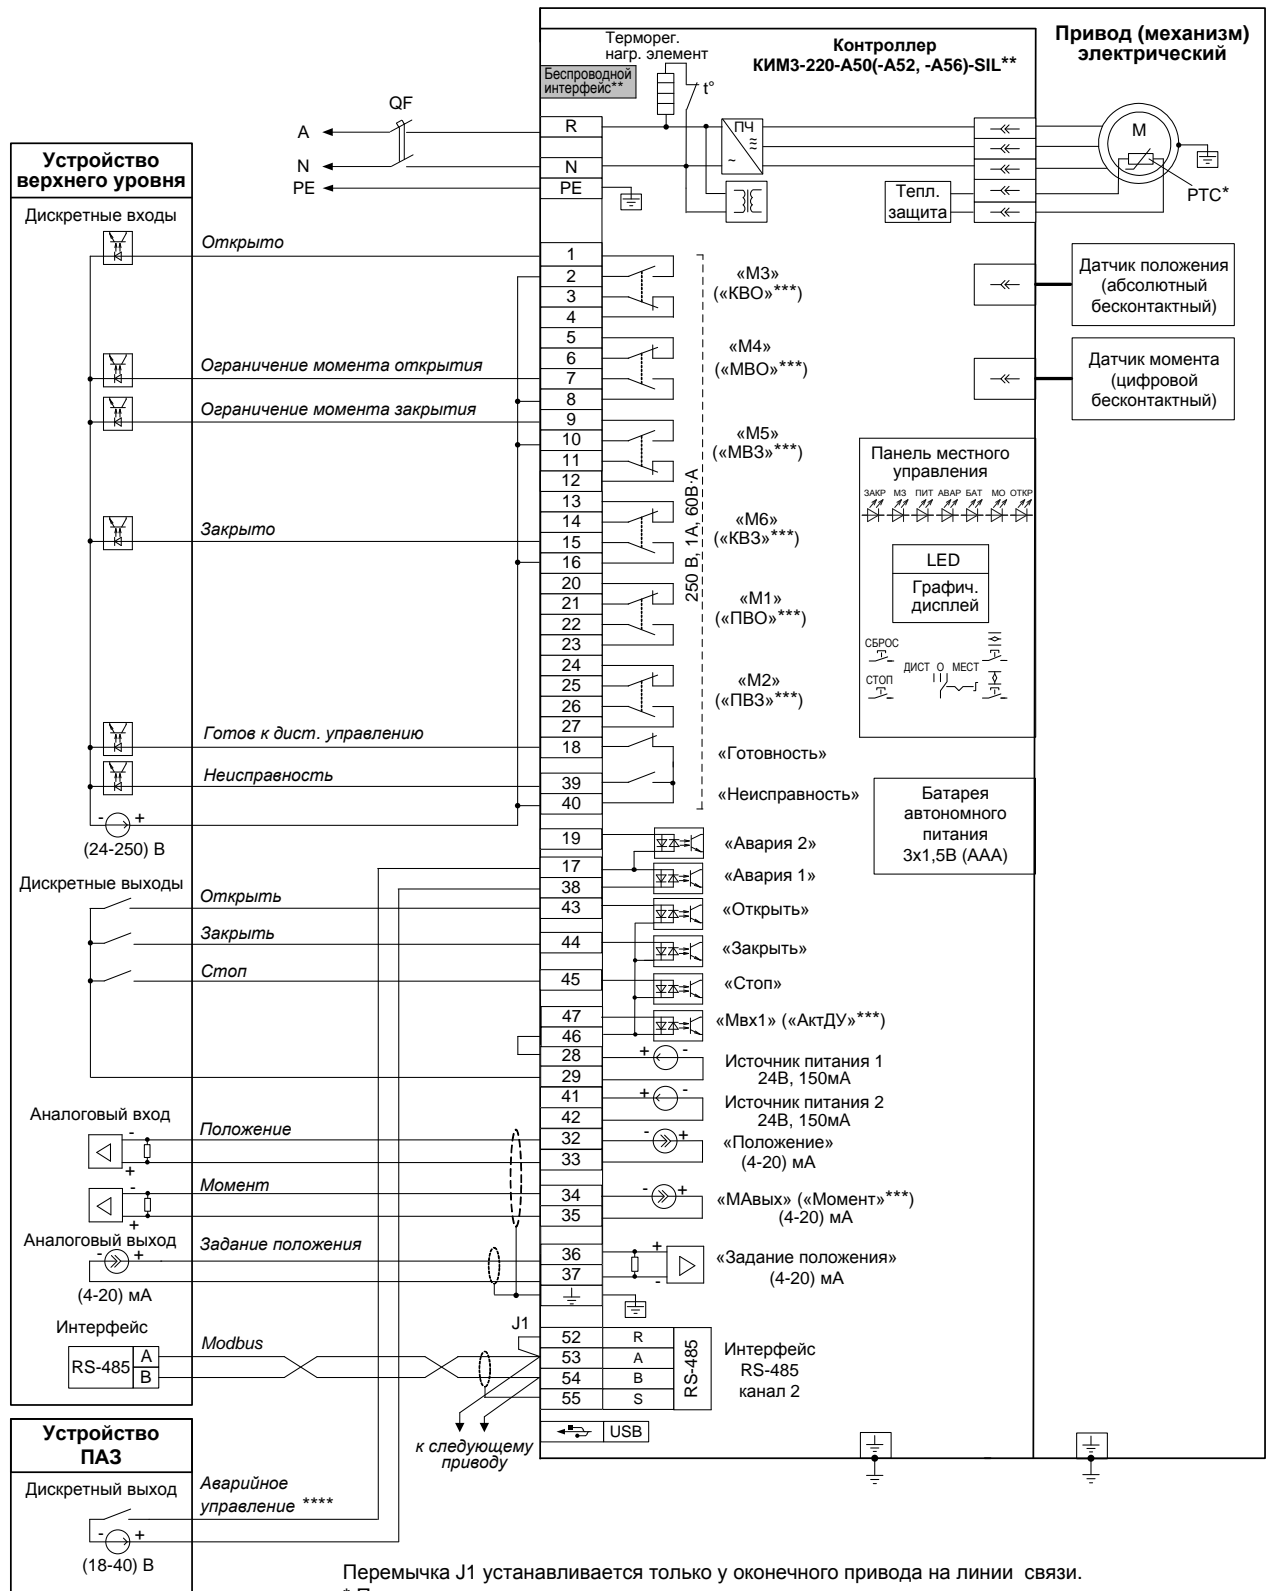 Привод (механизм)
электрический
Контроллер
КИМ3-220-А50(-А52, -А56)-SIL**
Терморег.
нагр. элемент
t°
Беспроводной
интерфейс**
QF
A
N
PE
R
N
PE
ПЧ
≈
~
Тепл.
защита
М
РТС*
Датчик положения
(абсолютный
бесконтактный)
Датчик момента
(цифровой
бесконтактный)
Устройство
верхнего уровня
Дискретные входы
Открыто
Ограничение момента открытия
Ограничение момента закрытия
Закрыто
Готов к дист. управлению
Неисправность
- +
(24-250) В
1
2
3
4
5
6
7
8
9
10
11
12
13
14
15
16
20
21
22
23
24
25
26
27
18
39
40
«М3»
(«КВО»***)
«М4»
(«МВО»***)
«М5»
(«МВЗ»***)
«М6»
(«КВЗ»***)
«М1»
(«ПВО»***)
«М2»
(«ПВЗ»***)
«Готовность»
«Неисправность»
250 В, 1А, 60В·А
Панель местного
управления
ЗАКР МЗ ПИТ АВАР БАТ МО ОТКР
LED
Графич.
дисплей
СБРОС
СТОП
ДИСТ О МЕСТ
Батарея
автономного
питания
3x1,5В (ААА)
Дискретные выходы
Открыть
Закрыть
Стоп
19
17
38
43
44
45
47
46
28
29
41
42
32
33
34
35
36
37
«Авария 2»
«Авария 1»
«Открыть»
«Закрыть»
«Стоп»
«Мвх1» («АктДУ»***)
+ -
Источник питания 1
24В, 150мА
+ -
Источник питания 2
24В, 150мА
- +
«Положение»
(4-20) мА
- +
«МАвых» («Момент»***)
(4-20) мА
+
-
«Задание положения»
(4-20) мА
Аналоговый вход
-
+
Положение
-
+
Момент
Аналоговый выход
- +
Задание положения
(4-20) мА
Интерфейс
RS-485
A
B
Modbus
J1
52 R
53 A
54 B
55 S
RS-485
Интерфейс
RS-485
канал 2
USB
к следующему
приводу
Устройство
ПАЗ
Дискретный выход
Аварийное
управление ****
- +
(18-40) В
Перемычка J1 устанавливается только у оконечного привода на линии связи.